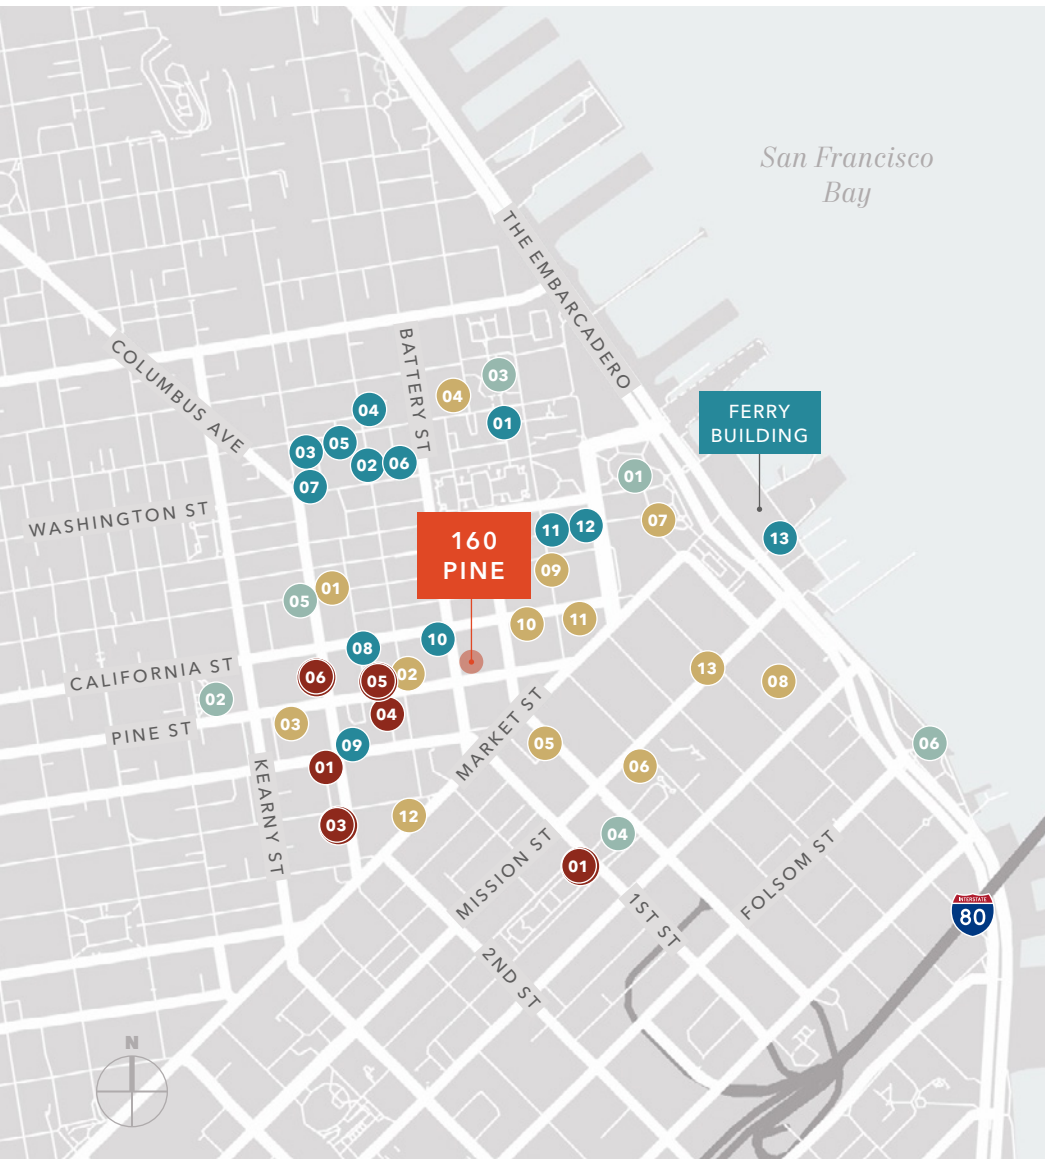 San Francisco
Bay
THE EMBARCADERO
BATTERY ST
COLUMBUS AVE
03
04
04
01
05
03
02
06
07
FERRY
BUILDING
01
07
WASHINGTON ST
160
PINE
11
12
13
09
05
01
10
11
08
10
CALIFORNIA ST
06
05
02
13
08
02
04
03
PINE ST
09
MARKET ST
05
06
01
06
KEARNY ST
03
12
04
MISSION ST
01
FOLSOM ST
1ST ST
INTERSTATE
80
2ND ST
N